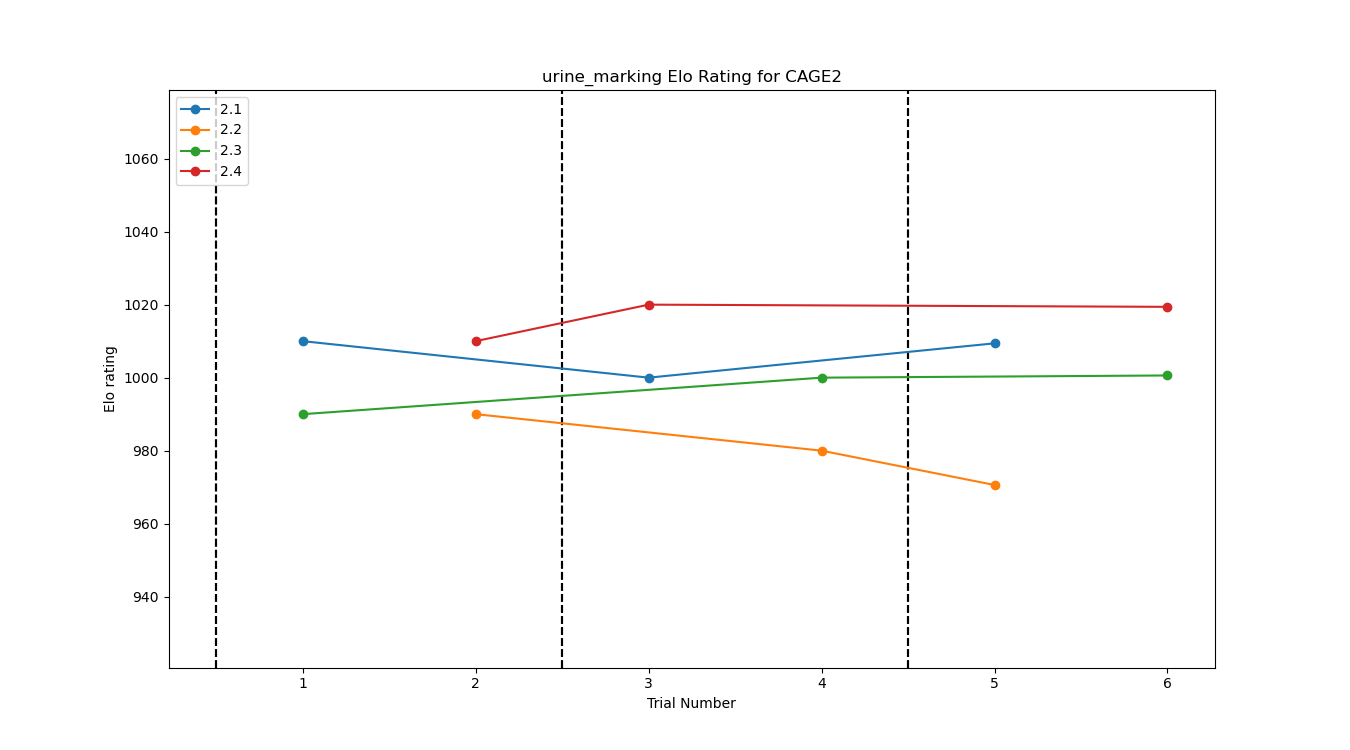 urine_marking Elo Rating for CAGE2
2.1
2.2
2.3
2.4
1060
1040
1020
1000
980
960
940
Elo rating
1 2 3 4 5 6
Trial Number